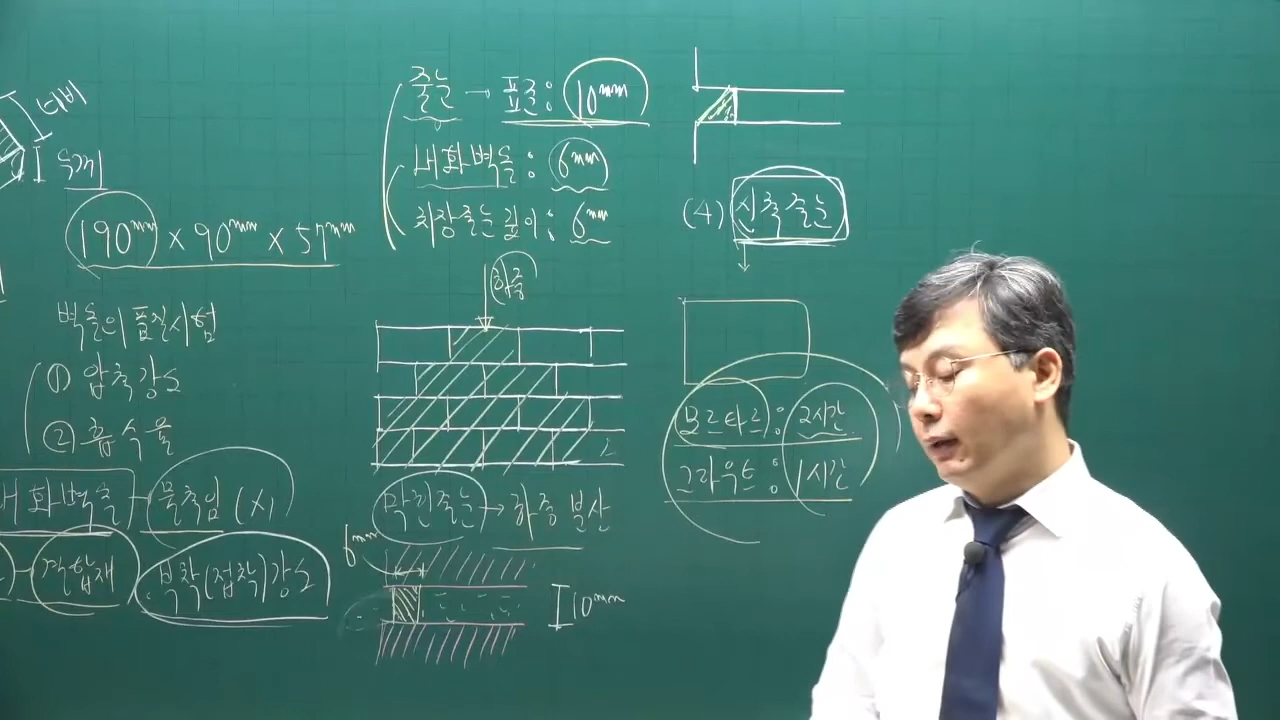 너비
두께
190mm × 90mm × 57mm
벽돌의 품질시험
① 압축강도
② 흡수율
내화벽돌 - 물축임 (X)
- 접합재 부착(접착)강도
줄눈 → 표준: 10mm
내화벽돌: 6mm
치장줄눈 깊이: 6mm
하중
막힌줄눈 → 하중 분산
6mm
10mm
(4) 신축줄눈
모르타르: 2시간
그라우트: 1시간